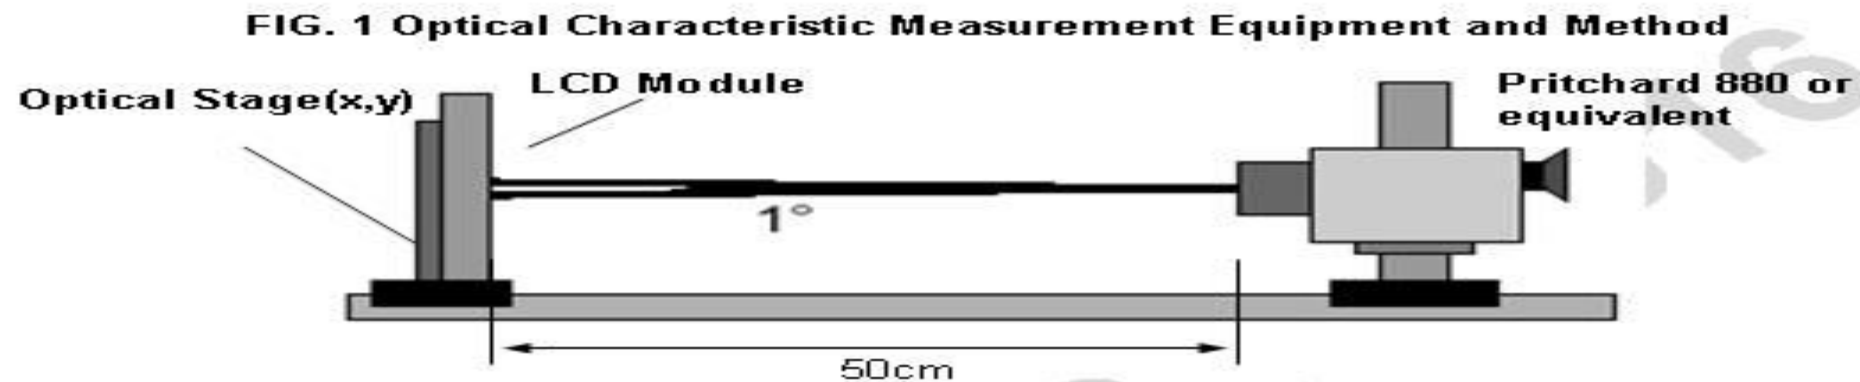 FIG. 1 Optical Characteristic Measurement Equipment and Method
Optical Stage(x,y)
LCD Module
Pritchard 880 or
equivalent
1°
50cm